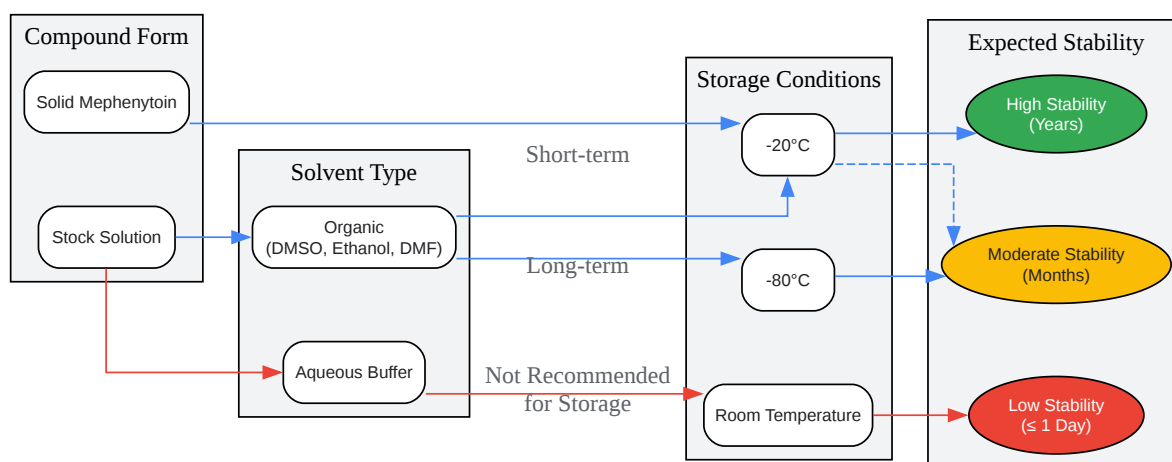 Compound Form
Solid Mephenytoin
Stock Solution
Solvent Type
Organic
(DMSO, Ethanol, DMF)
Aqueous Buffer
Short-term
Long-term
Not Recommended
for Storage
Storage Conditions
-20°C
-80°C
Room Temperature
Expected Stability
High Stability
(Years)
Moderate Stability
(Months)
Low Stability
(≤ 1 Day)